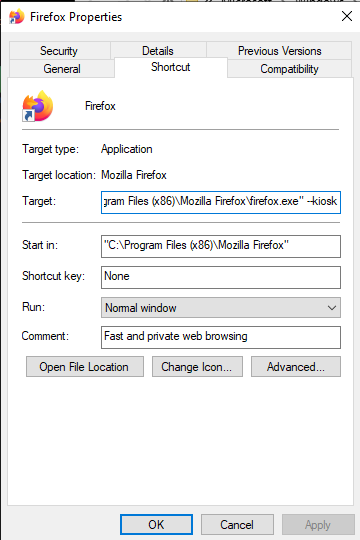 Firefox Properties
Security Details Previous Versions
General Shortcut Compatibility
Firefox
Target type: Application
Target location: Mozilla Firefox
Target: gram Files (x86)\Mozilla Firefox\firefox.exe" --kiosk
Start in: "C:\Program Files (x86)\Mozilla Firefox"
Shortcut key: None
Run: Normal window
Comment: Fast and private web browsing
Open File Location Change Icon... Advanced...
OK Cancel Apply